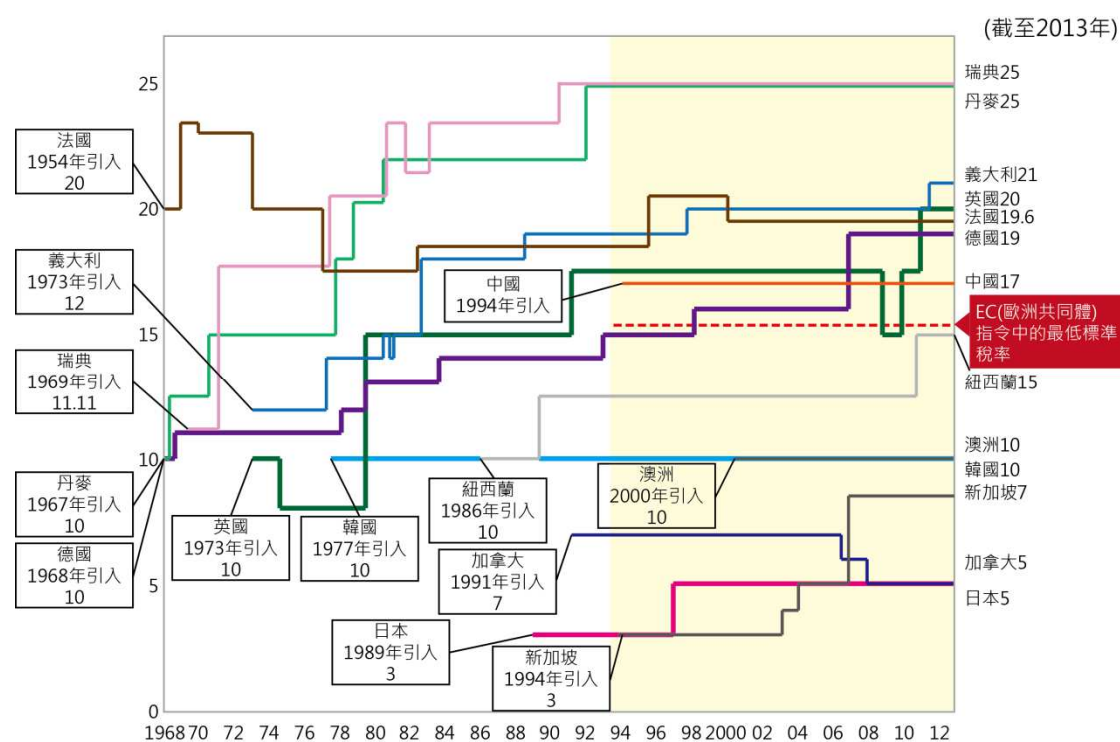 (截至2013年)
25
20
15
10
5
0
法國
1954年引入
20
義大利
1973年引入
12
瑞典
1969年引入
11.11
丹麥
1967年引入
10
德國
1968年引入
10
英國
1973年引入
10
韓國
1977年引入
10
紐西蘭
1986年引入
10
中國
1994年引入
澳洲
2000年引入
10
加拿大
1991年引入
7
日本
1989年引入
3
新加坡
1994年引入
3
瑞典25
丹麥25
義大利21
英國20
法國19.6
德國19
中國17
EC(歐洲共同體)
指令中的最低標準
稅率
紐西蘭15
澳洲10
韓國10
新加坡7
加拿大5
日本5
1968 70 72 74 76 78 80 82 84 86 88 90 92 94 96 98 2000 02 04 06 08 10 12